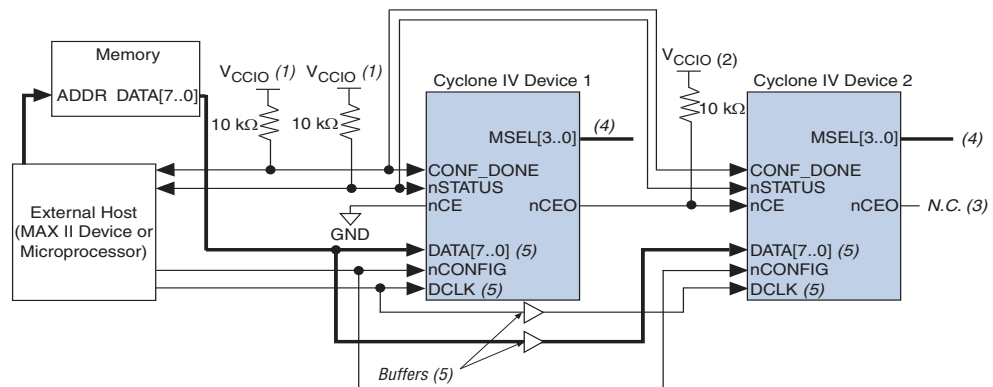 Memory
ADDR DATA[7..0]
VCCIO (1)
VCCIO (1)
10 kΩ
10 kΩ
Cyclone IV Device 1
MSEL[3..0]
(4)
CONF_DONE
nSTATUS
nCE
nCEO
DATA[7..0] (5)
nCONFIG
DCLK (5)
GND
External Host
(MAX II Device or
Microprocessor)
VCCIO (2)
10 kΩ
Cyclone IV Device 2
MSEL[3..0]
(4)
CONF_DONE
nSTATUS
nCE
nCEO
N.C. (3)
DATA[7..0] (5)
nCONFIG
DCLK (5)
Buffers (5)